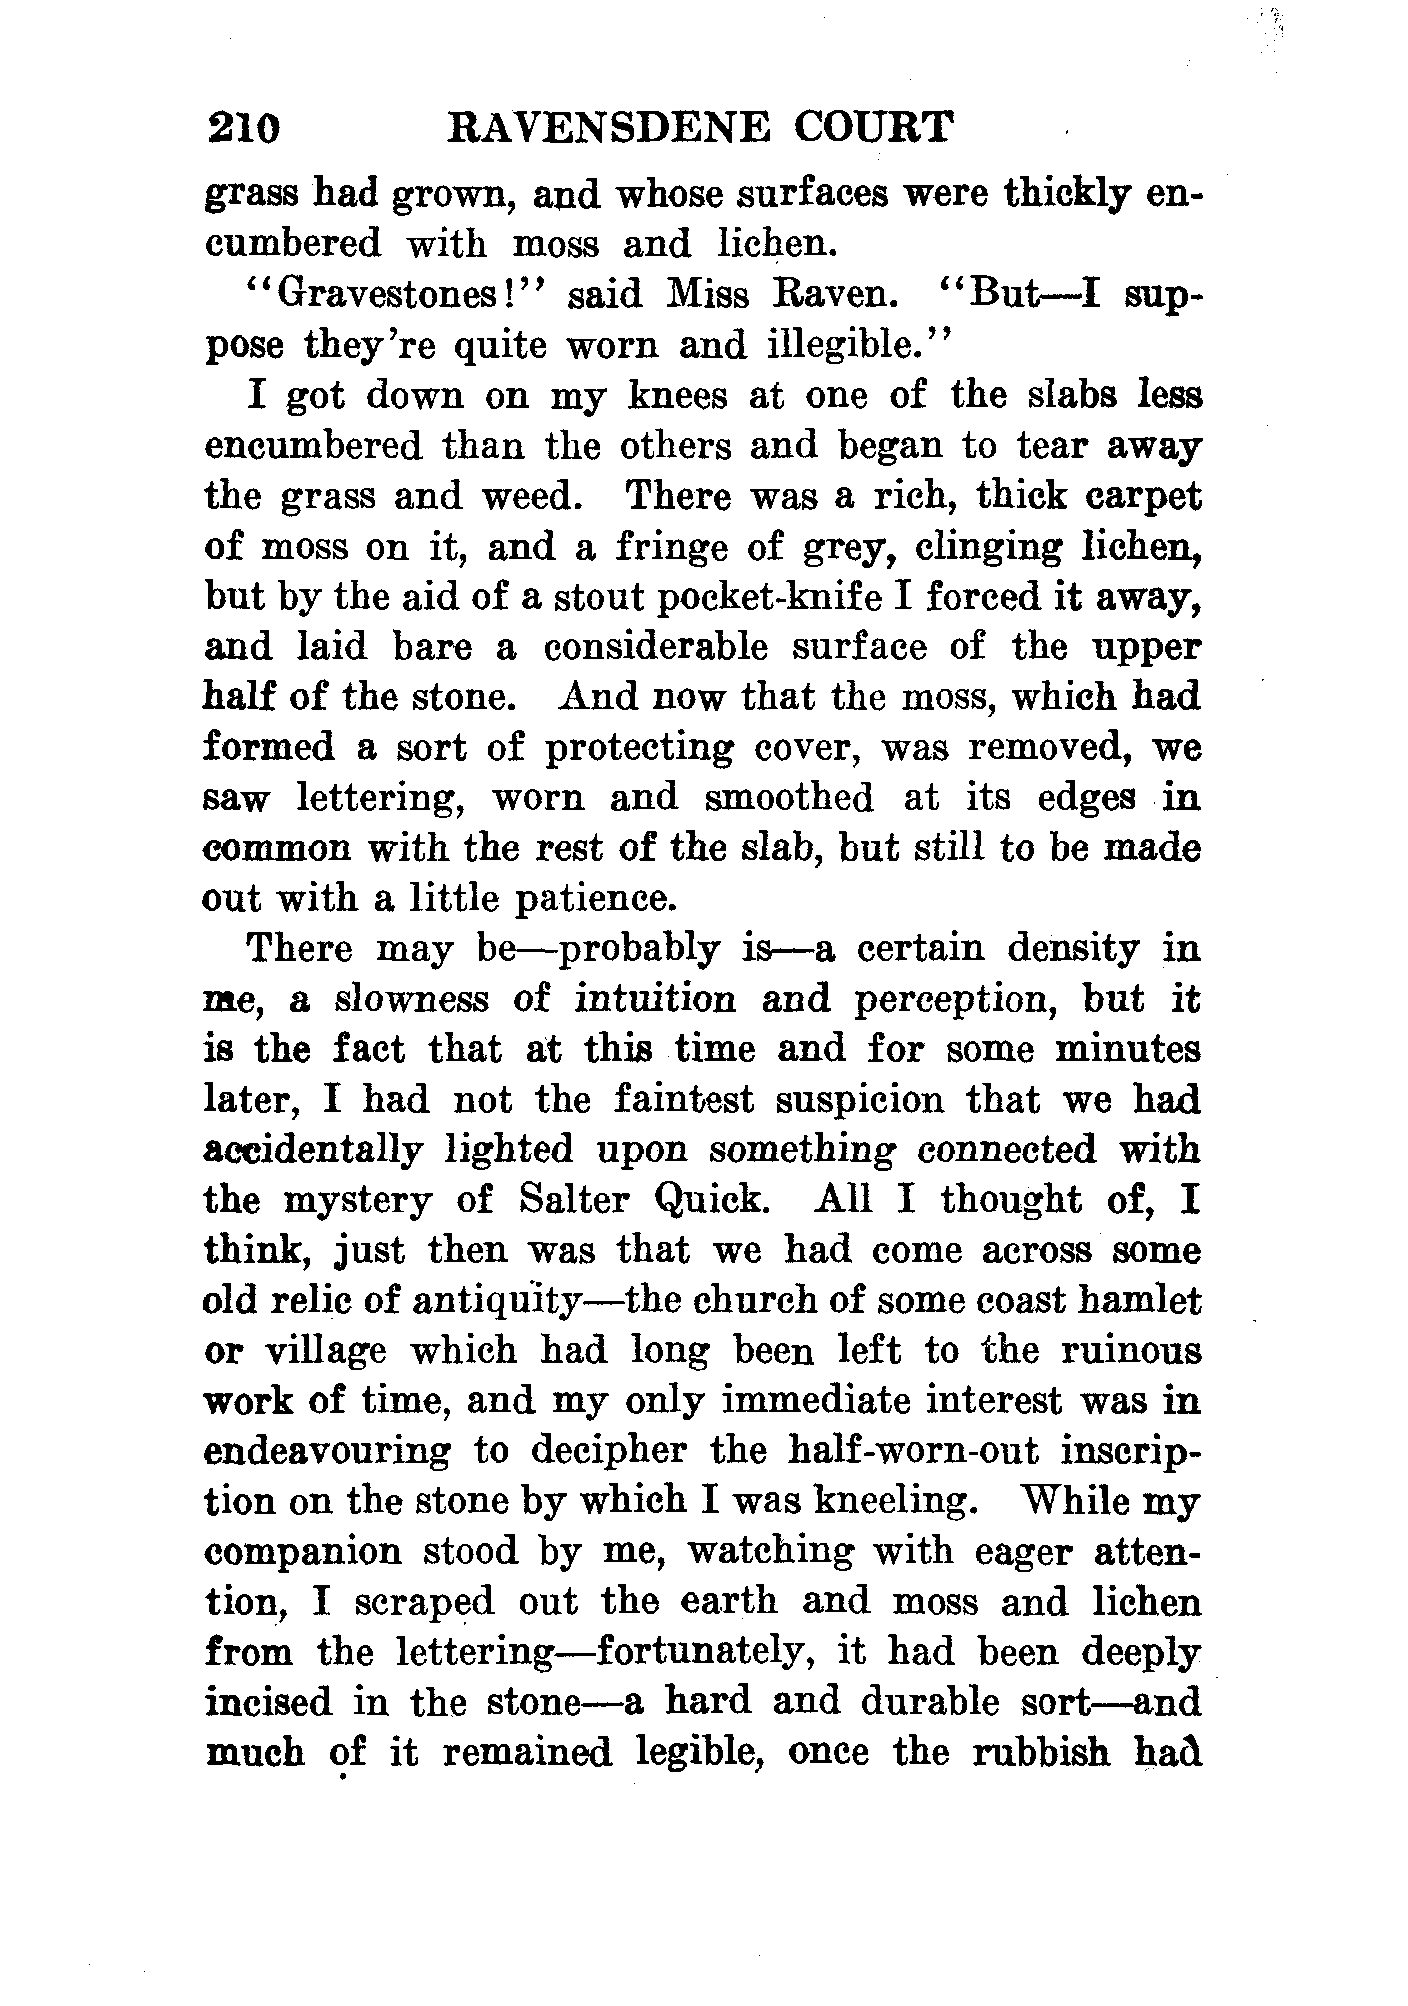 210 RAVENSDENE COURT
grass had grown, and whose surfaces were thickly en-
cumbered with moss and lichen.
"Gravestones!" said Miss Raven. "But—I sup-
pose they're quite worn and illegible."
I got down on my knees at one of the slabs less
encumbered than the others and began to tear away
the grass and weed. There was a rich, thick carpet
of moss on it, and a fringe of grey, clinging lichen,
but by the aid of a stout pocket-knife I forced it away,
and laid bare a considerable surface of the upper
half of the stone. And now that the moss, which had
formed a sort of protecting cover, was removed, we
saw lettering, worn and smoothed at its edges in
common with the rest of the slab, but still to be made
out with a little patience.
There may be—probably is—a certain density in
me, a slowness of intuition and perception, but it
is the fact that at this time and for some minutes
later, I had not the faintest suspicion that we had
accidentally lighted upon something connected with
the mystery of Salter Quick. All I thought of, I
think, just then was that we had come across some
old relic of antiquity—the church of some coast hamlet
or village which had long been left to the ruinous
work of time, and my only immediate interest was in
endeavouring to decipher the half-worn-out inscrip-
tion on the stone by which I was kneeling. While my
companion stood by me, watching with eager atten-
tion, I scraped out the earth and moss and lichen
from the lettering—fortunately, it had been deeply
incised in the stone—a hard and durable sort—and
much of it remained legible, once the rubbish had